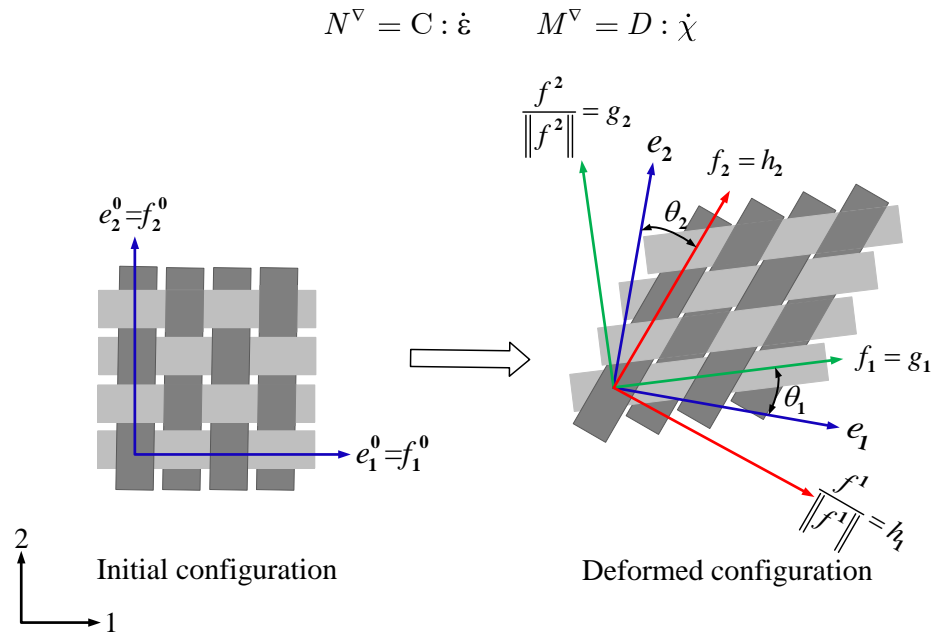 N^∇ = C : ε̇    M^∇ = D : χ̇
f^2 / ‖f^2‖ = g_2
e_2
f_2 = h_2
θ_2
e_2^0 = f_2^0
f_1 = g_1
θ_1
e_1
e_1^0 = f_1^0
f^1 / ‖f^1‖ = h_1
2
Initial configuration
Deformed configuration
1